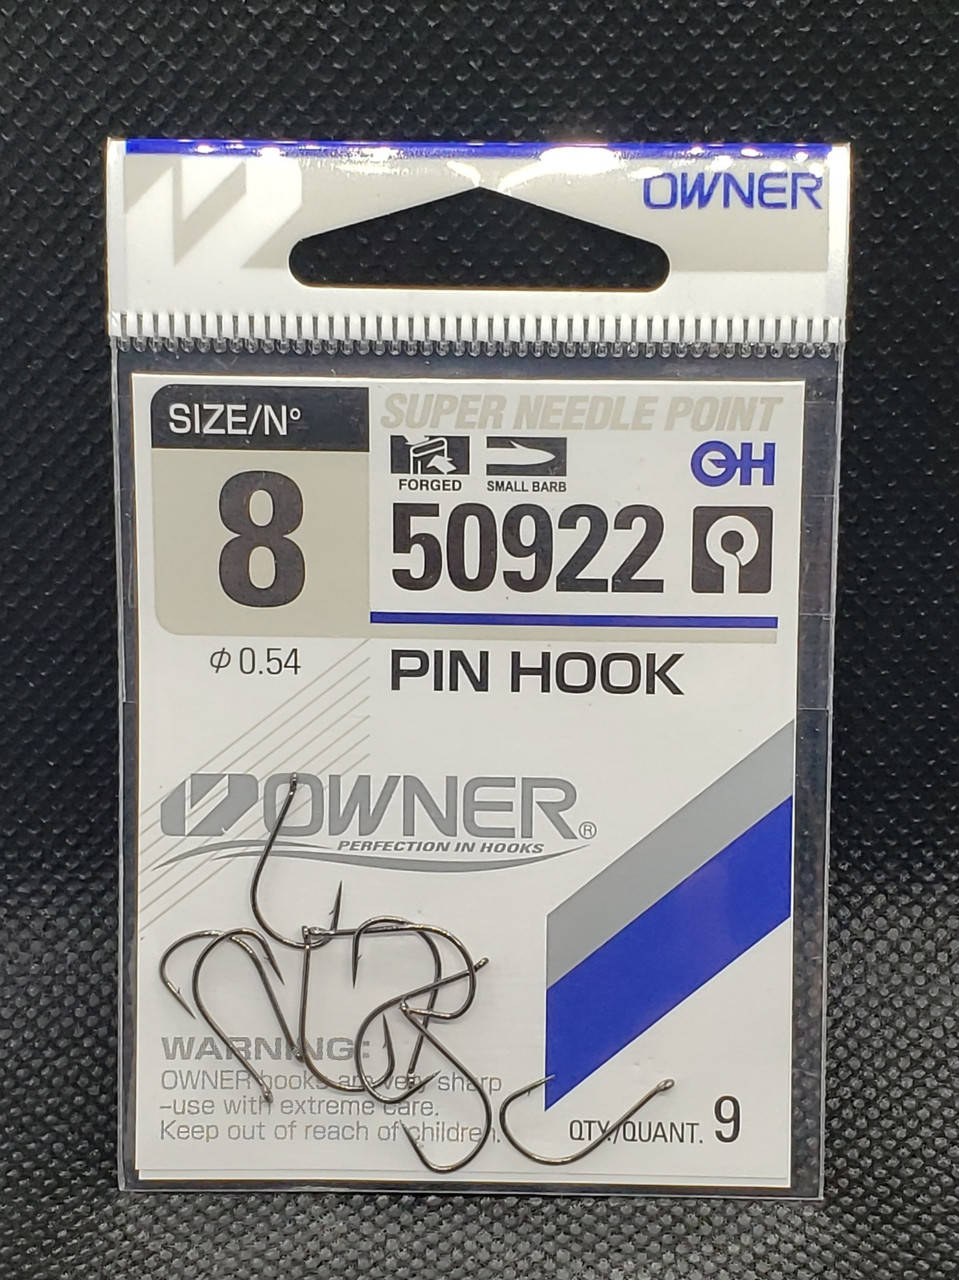 OWNER
SIZE/Nº
SUPER NEEDLE POINT
8
FORGED
SMALL BARB
50922
Φ0.54
PIN HOOK
OWNER®
PERFECTION IN HOOKS
WARNING:
OWNER hooks are very sharp
-use with extreme care.
Keep out of reach of children.
QTY/QUANT. 9